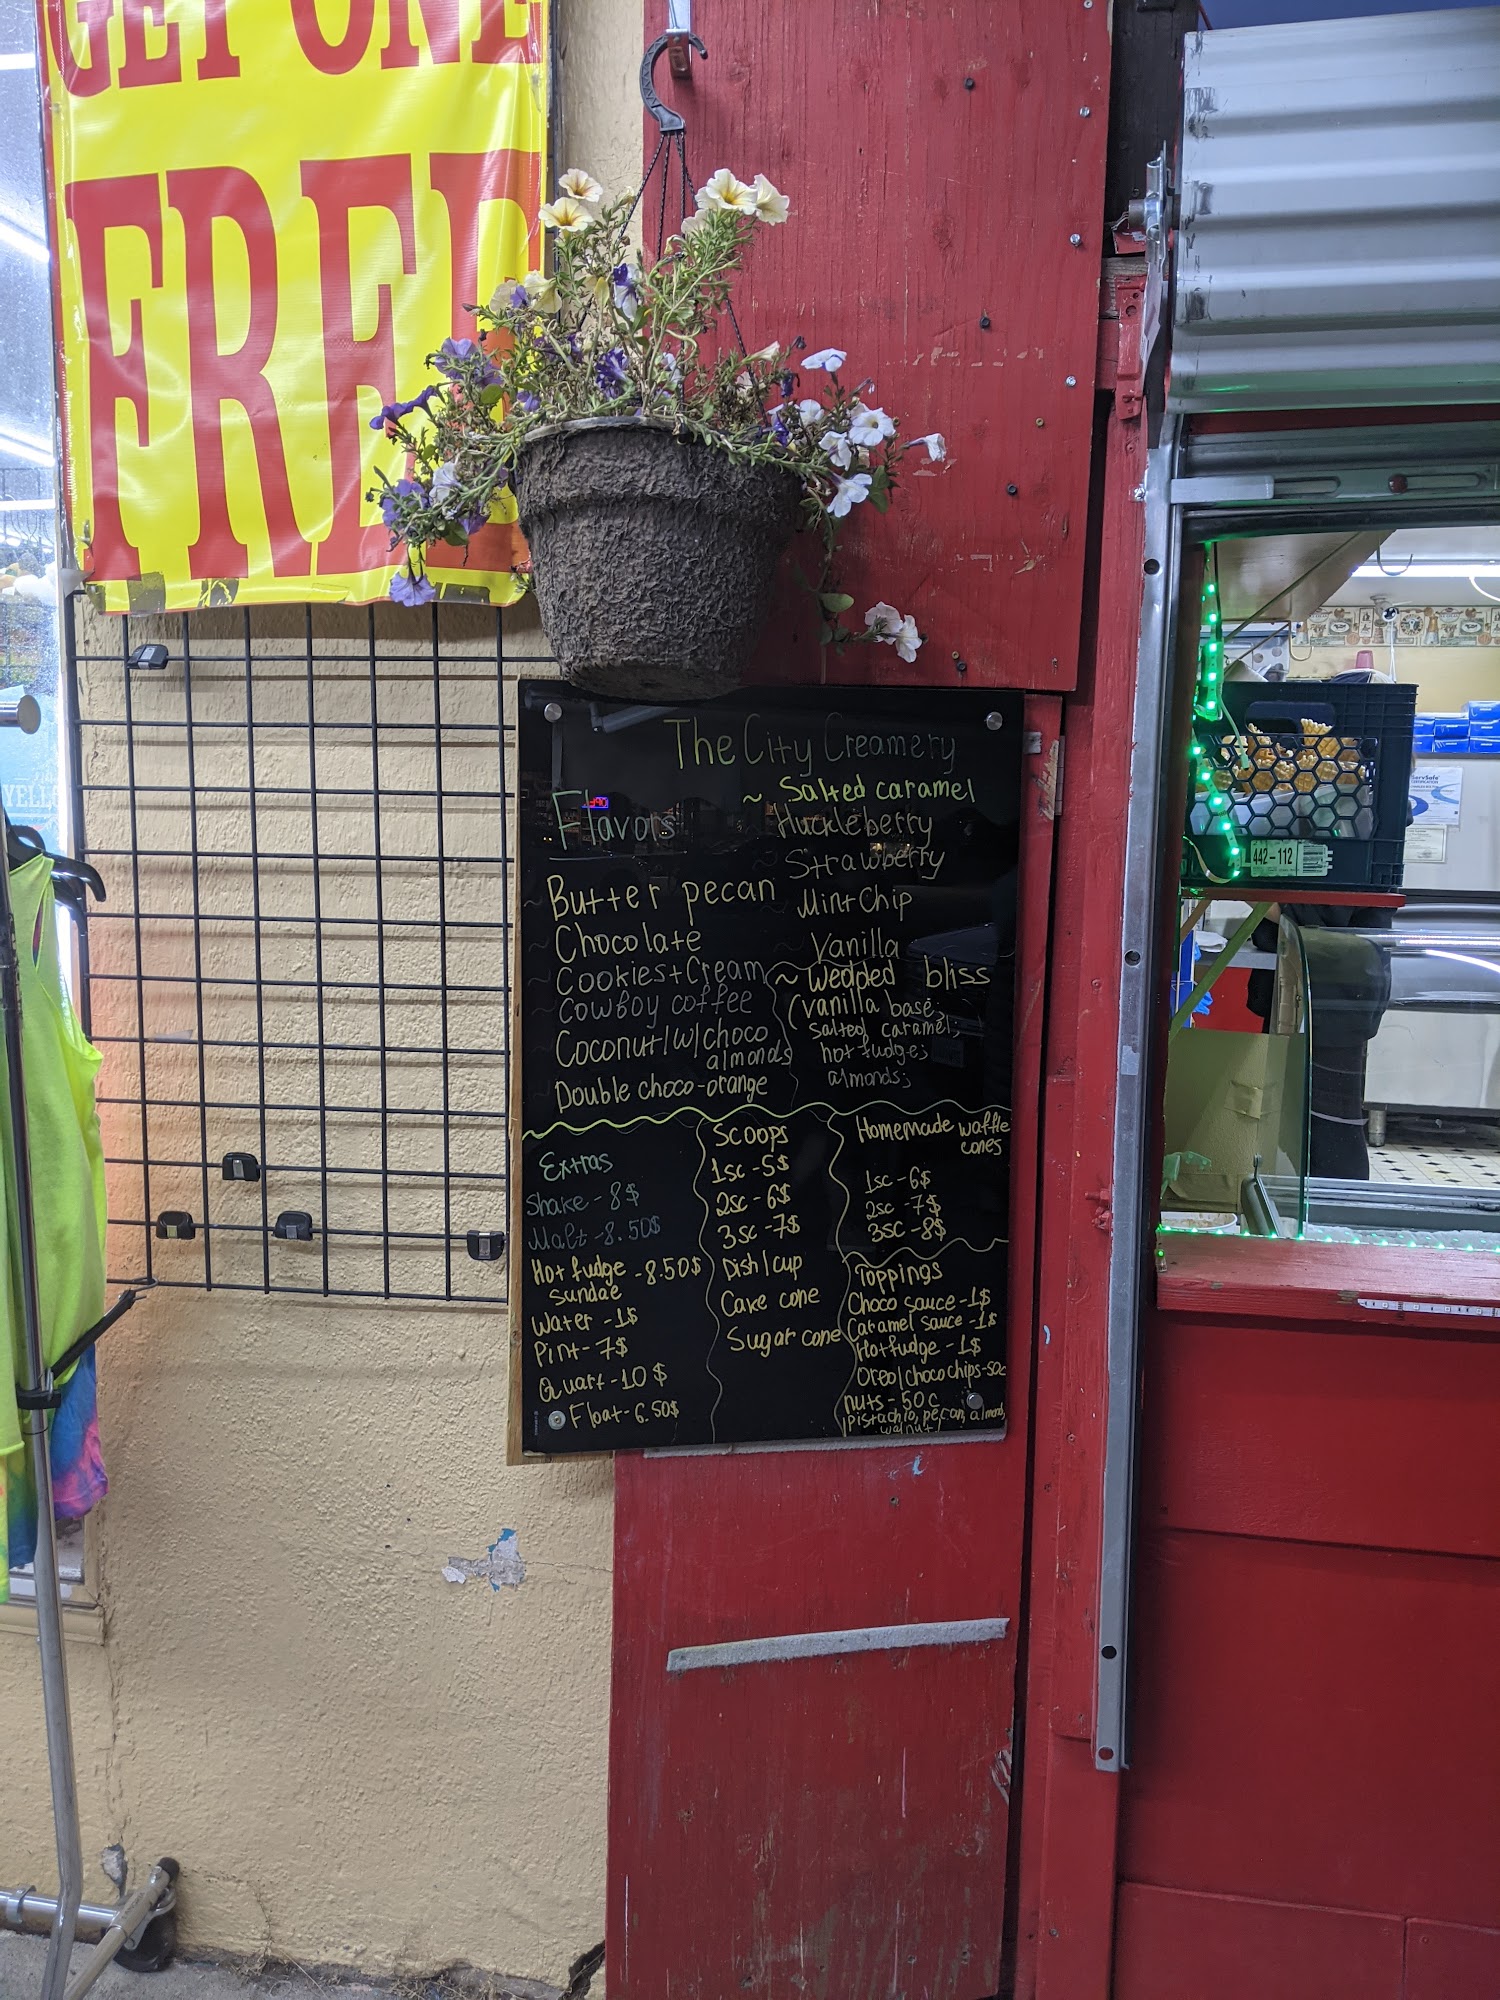 GET ONE
FREE
The City Creamery
Flavors
Butter pecan
Chocolate
Cookies+Cream
Cowboy coffee
Coconut/w/choco
almonds
Double choco-orange
~ Salted caramel
Huckleberry
Strawberry
Mint Chip
Vanilla
~ wedded bliss
(vanilla base;
salted caramel;
hot fudge;
almonds;
Extras
Shake - 8$
Malt - 8.50$
Hot fudge - 8.50$
sundae
Water - 1$
Pint - 7$
Quart - 10$
Float - 6.50$
Scoops
1sc - 5$
2sc - 6$
3sc - 7$
Dish/cup
Cake cone
Sugar cone
Homemade waffle
cones
1sc - 6$
2sc - 7$
3sc - 8$
Toppings
Choco sauce - 1$
Caramel sauce - 1$
Hot fudge - 1$
Oreo/choco chips - 50c
nuts - 50c
(pistachio, pecan, almond,
walnut)
442-112
ServSafe